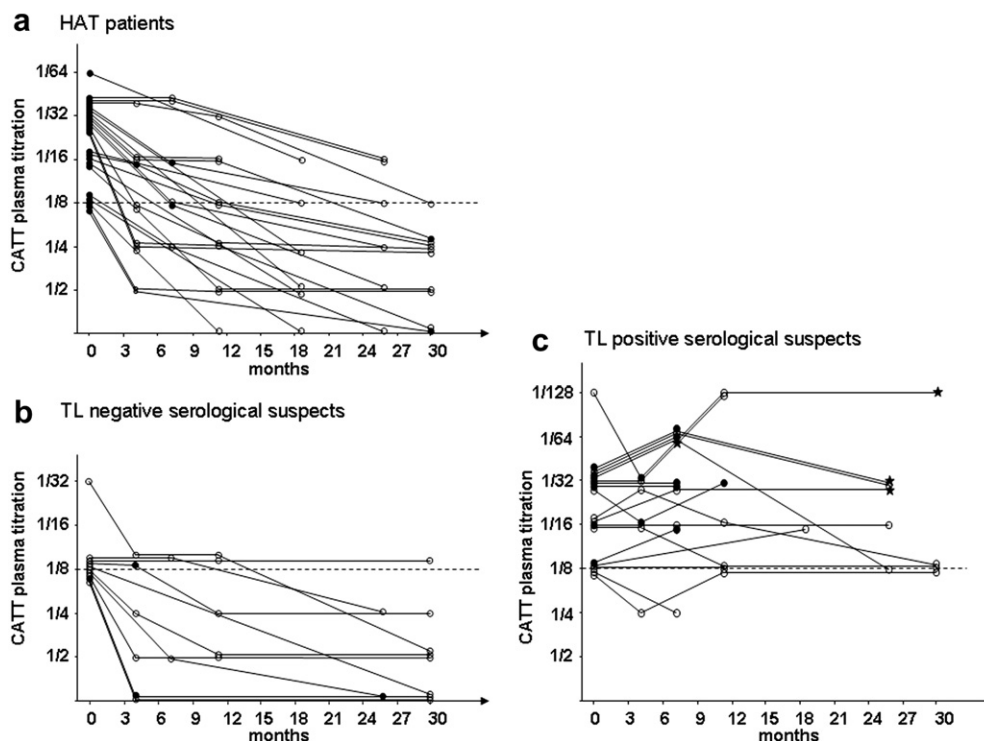 a HAT patients
CATT plasma titration
1/64
1/32
1/16
1/8
1/4
1/2
0 3 6 9 12 15 18 21 24 27 30
months
b TL negative serological suspects
CATT plasma titration
1/32
1/16
1/8
1/4
1/2
0 3 6 9 12 15 18 21 24 27 30
months
c TL positive serological suspects
CATT plasma titration
1/128
1/64
1/32
1/16
1/8
1/4
1/2
0 3 6 9 12 15 18 21 24 27 30
months